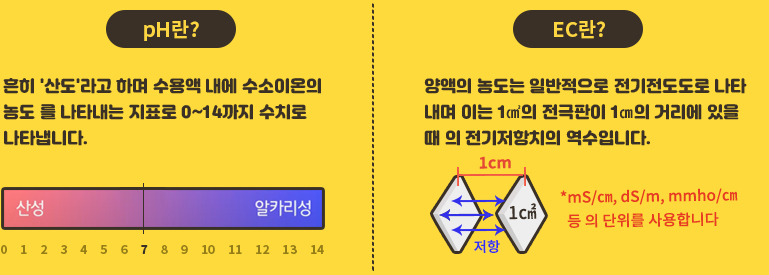 pH란?
흔히 '산도'라고 하며 수용액 내에 수소이온의
농도 를 나타내는 지표로 0~14까지 수치로
나타냅니다.
산성 알카리성
0 1 2 3 4 5 6 7 8 9 10 11 12 13 14
EC란?
양액의 농도는 일반적으로 전기전도도로 나타
내며 이는 1㎠의 전극판이 1㎝의 거리에 있을
때 의 전기저항치의 역수입니다.
1cm
1㎠
저항
*mS/㎝, dS/m, mmho/㎝
등 의 단위를 사용합니다